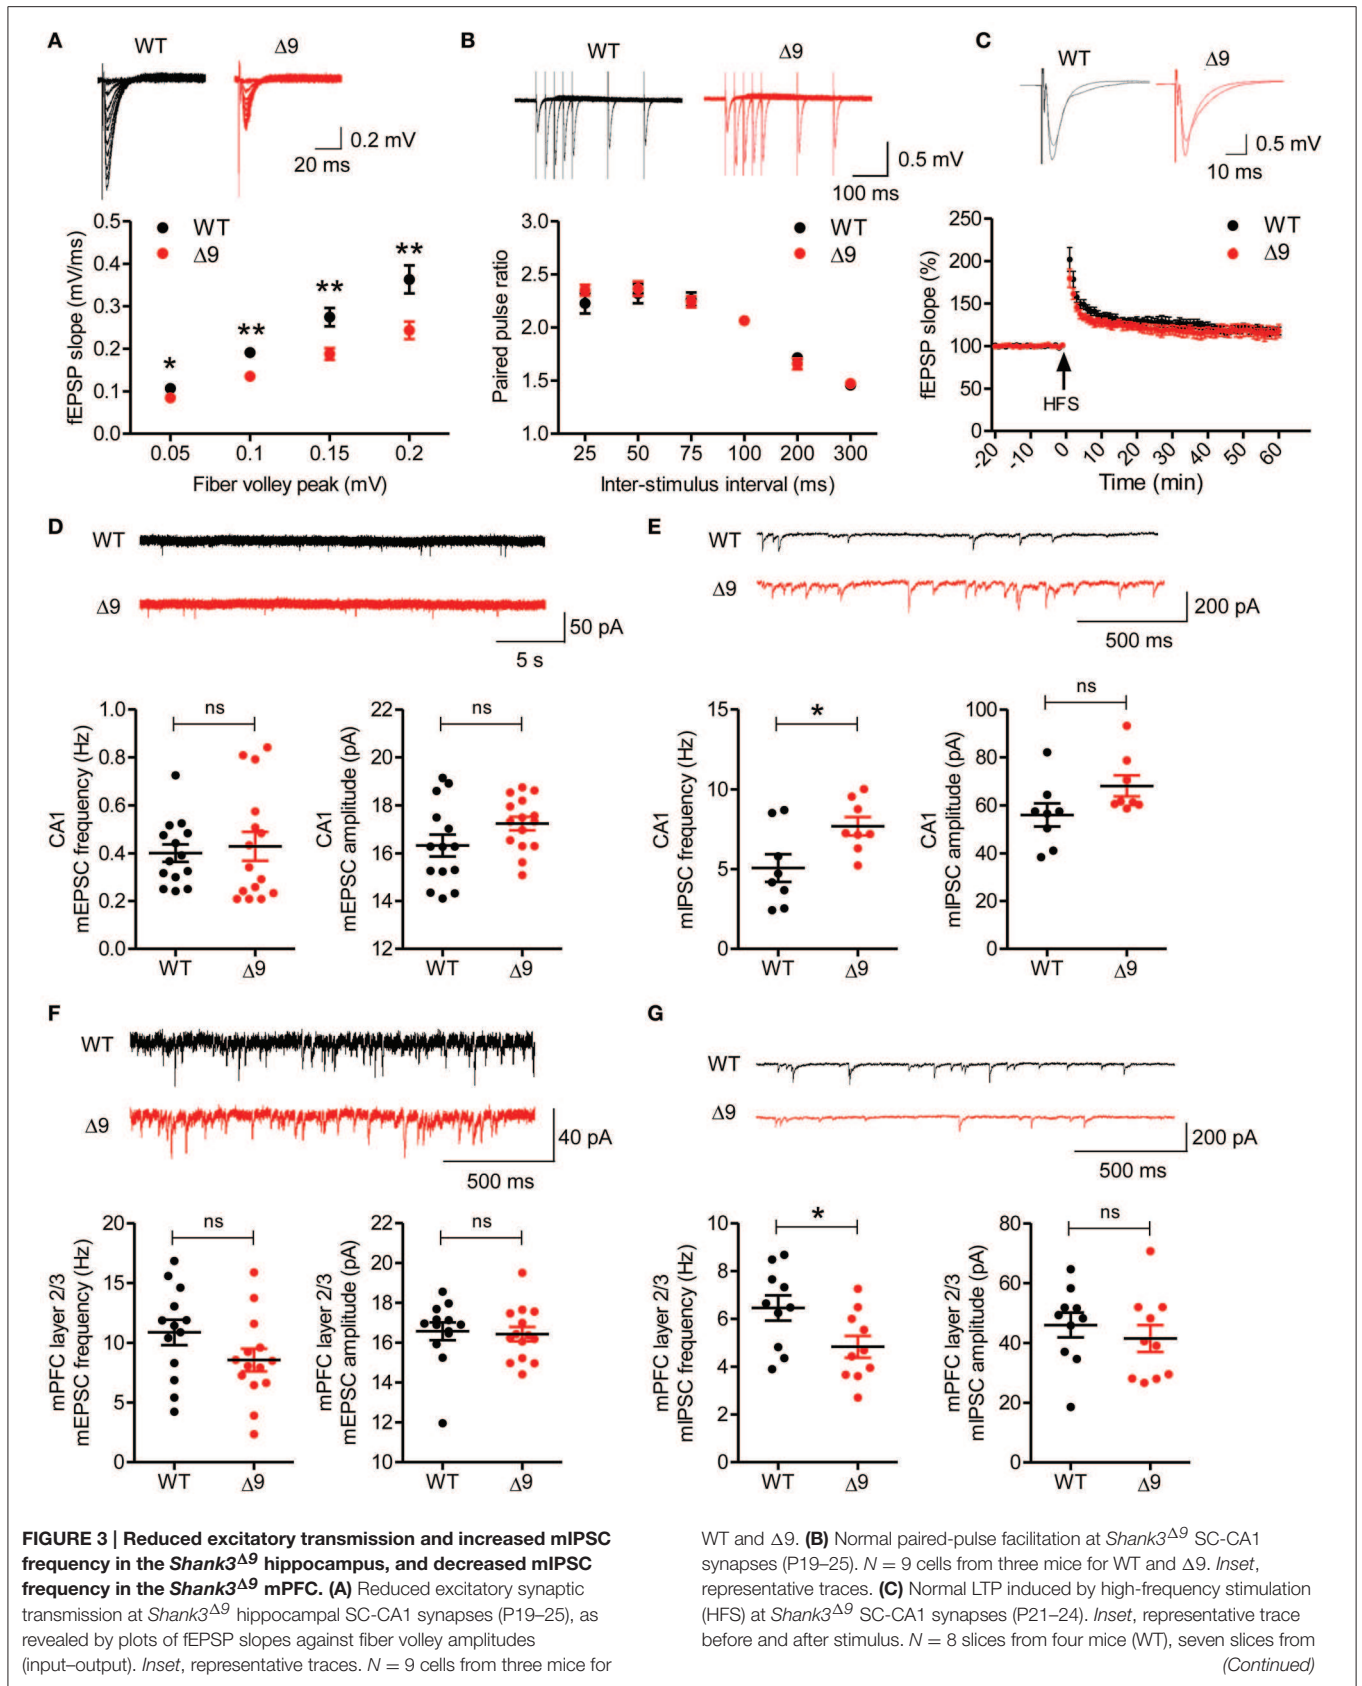 A
WT
Δ9
0.2 mV
20 ms
fEPSP slope (mV/ms)
0.5
0.4
0.3
0.2
0.1
0.0
WT
Δ9
*
**
**
**
0.05
0.1
0.15
0.2
Fiber volley peak (mV)
B
WT
Δ9
0.5 mV
100 ms
Paired pulse ratio
3.0
2.5
2.0
1.5
1.0
WT
Δ9
25
50
75
100
200
300
Inter-stimulus interval (ms)
C
WT
Δ9
0.5 mV
10 ms
fEPSP slope (%)
250
200
150
100
50
0
WT
Δ9
HFS
-20
-10
0
10
20
30
40
50
60
Time (min)
D
WT
Δ9
50 pA
5 s
CA1
mEPSC frequency (Hz)
1.0
0.8
0.6
0.4
0.2
0.0
ns
WT
Δ9
CA1
mEPSC amplitude (pA)
22
20
18
16
14
12
ns
WT
Δ9
E
WT
Δ9
200 pA
500 ms
CA1
mIPSC frequency (Hz)
15
10
5
0
*
WT
Δ9
CA1
mIPSC amplitude (pA)
100
80
60
40
20
0
ns
WT
Δ9
F
WT
Δ9
40 pA
500 ms
mPFC layer 2/3
mEPSC frequency (Hz)
20
15
10
5
0
ns
WT
Δ9
mPFC layer 2/3
mEPSC amplitude (pA)
22
20
18
16
14
12
10
ns
WT
Δ9
G
WT
Δ9
200 pA
500 ms
mPFC layer 2/3
mIPSC frequency (Hz)
10
8
6
4
2
0
*
WT
Δ9
mPFC layer 2/3
mIPSC amplitude (pA)
80
60
40
20
0
ns
WT
Δ9
FIGURE 3 | Reduced excitatory transmission and increased mIPSC
frequency in the Shank3Δ9 hippocampus, and decreased mIPSC
frequency in the Shank3Δ9 mPFC. (A) Reduced excitatory synaptic
transmission at Shank3Δ9 hippocampal SC-CA1 synapses (P19–25), as
revealed by plots of fEPSP slopes against fiber volley amplitudes
(input–output). Inset, representative traces. N = 9 cells from three mice for
WT and Δ9. (B) Normal paired-pulse facilitation at Shank3Δ9 SC-CA1
synapses (P19–25). N = 9 cells from three mice for WT and Δ9. Inset,
representative traces. (C) Normal LTP induced by high-frequency stimulation
(HFS) at Shank3Δ9 SC-CA1 synapses (P21–24). Inset, representative trace
before and after stimulus. N = 8 slices from four mice (WT), seven slices from
(Continued)